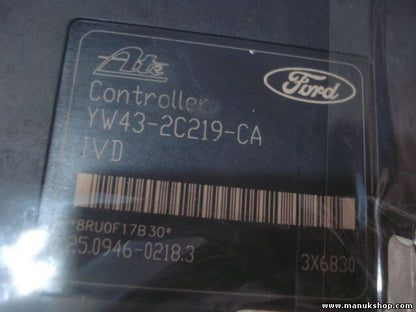 Ate
Ford
Controller
YW43-2C219-CA
IVD
*8RU0F17B30*
25.0946-0218.3
3X6830
www.manukshop.com